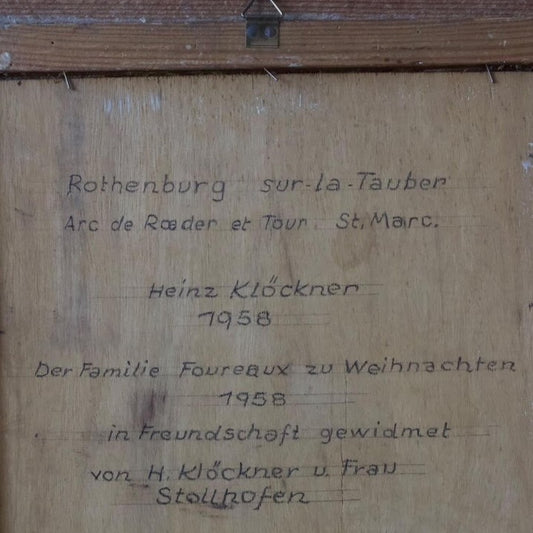 Rothenburg sur-la-Tauber
Arc de Rœder et Tour St. Marc.
Heinz Klöckner
1958
Der Familie Foureaux zu Weihnachten
1958
in Freundschaft gewidmet
von H. Klöckner u. Frau
Stollhofen